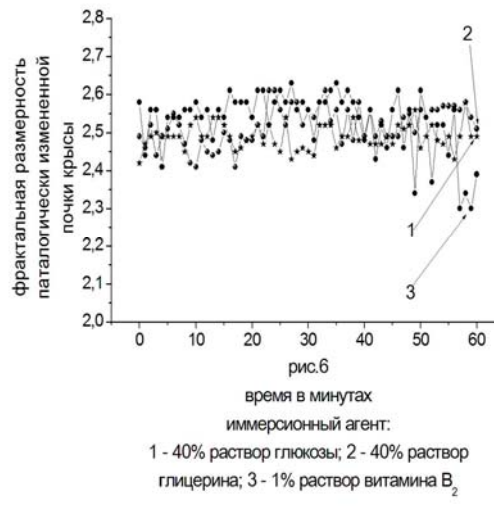 фрактальная размерность
паталогически измененной
почки крысы
2,8
2,7
2,6
2,5
2,4
2,3
2,2
2,1
2,0
2
1
3
0 10 20 30 40 50 60
рис.6
время в минутах
иммерсионный агент:
1 - 40% раствор глюкозы; 2 - 40% раствор
глицерина; 3 - 1% раствор витамина B₂